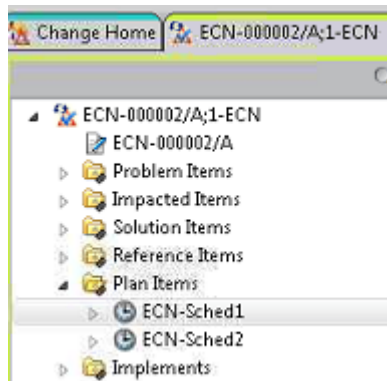 Change Home ECN-000002/A;1-ECN
ECN-000002/A;1-ECN
ECN-000002/A
Problem Items
Impacted Items
Solution Items
Reference Items
Plan Items
ECN-Sched1
ECN-Sched2
Implements